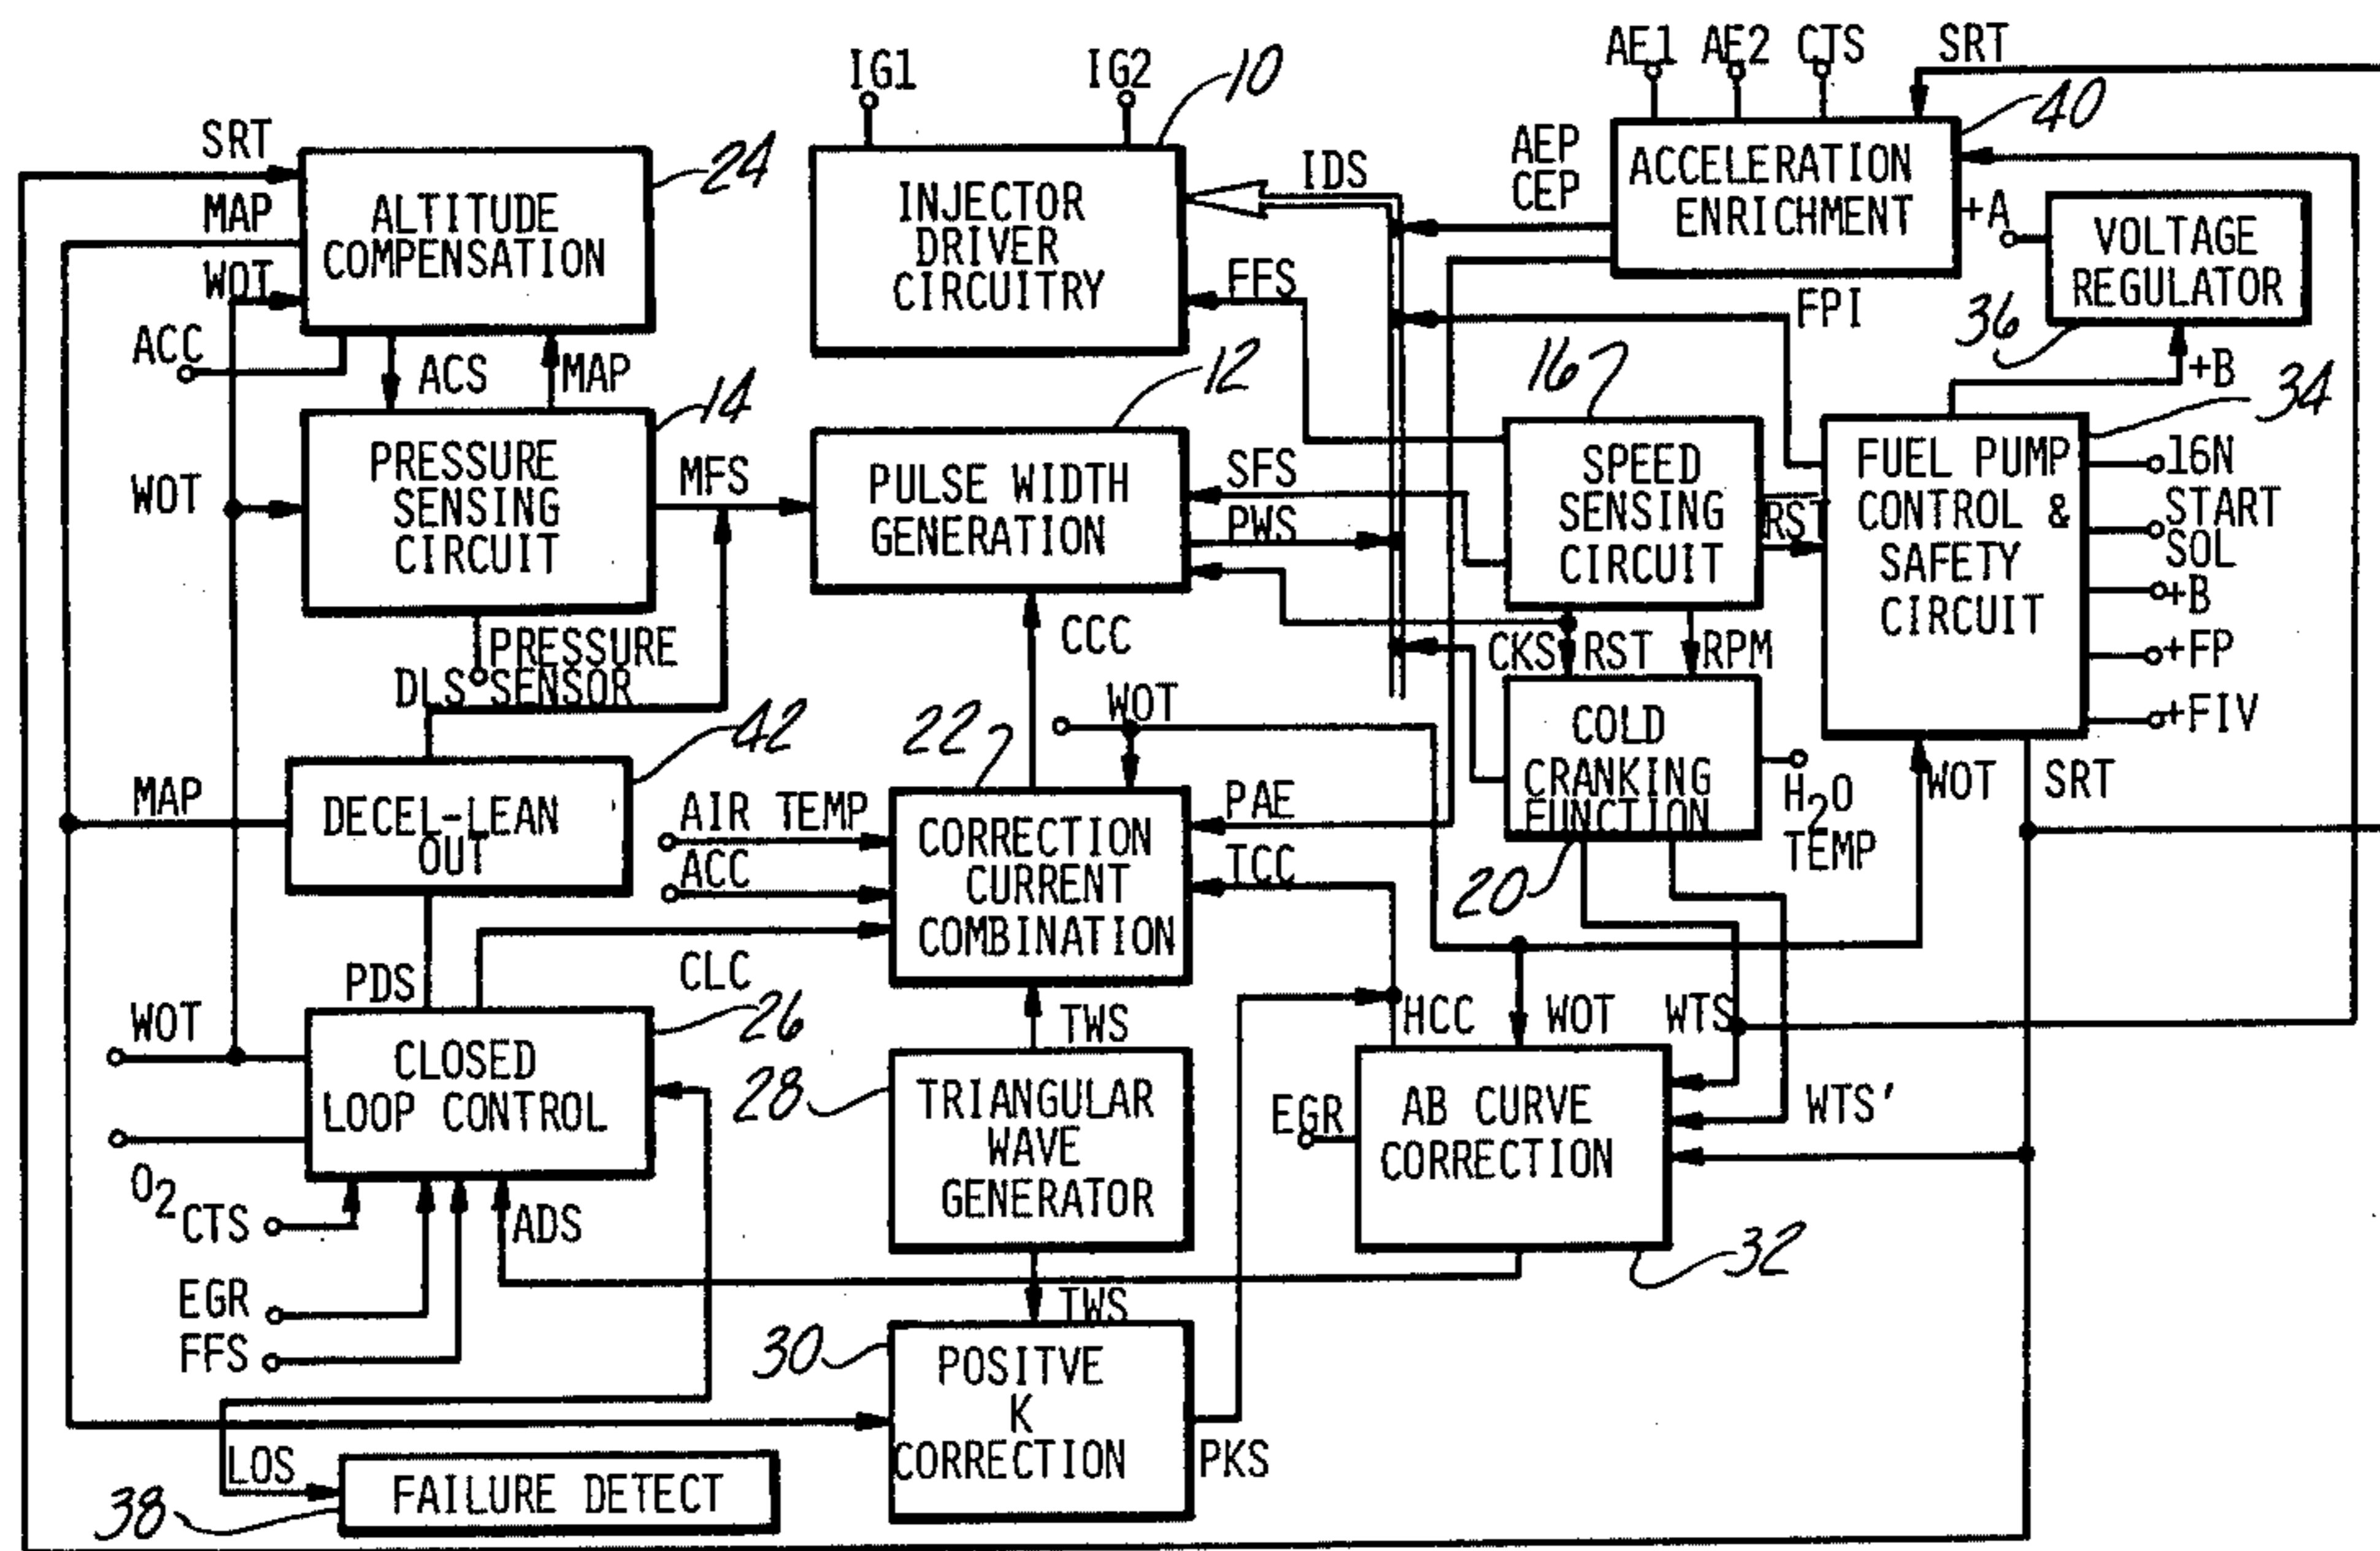 IG1
IG2
10
AE1
AE2
CTS
SRT
40
SRT
MAP
WOT
ALTITUDE
COMPENSATION
24
INJECTOR
DRIVER
CIRCUITRY
IDS
AEP
CEP
ACCELERATION
ENRICHMENT
+A
VOLTAGE
REGULATOR
36
FFS
FPI
ACC
ACS
MAP
+B
34
14
12
16
WOT
PRESSURE
SENSING
CIRCUIT
MFS
PULSE WIDTH
GENERATION
SFS
PWS
SPEED
SENSING
CIRCUIT
RST
FUEL PUMP
CONTROL &
SAFETY
CIRCUIT
16N
START
SOL
+B
+FP
+FIV
PRESSURE
SENSOR
DLS
CCC
CKS
RST
RPM
WOT
22
42
COLD
CRANKING
FUNCTION
H2O
TEMP
WOT
SRT
MAP
DECEL-LEAN
OUT
AIR TEMP
ACC
CORRECTION
CURRENT
COMBINATION
PAE
TCC
20
PDS
CLC
26
WOT
CLOSED
LOOP CONTROL
O2
TWS
28
TRIANGULAR
WAVE
GENERATOR
HCC
WOT
WTS
WTS'
EGR
AB CURVE
CORRECTION
32
CTS
ADS
EGR
FFS
TWS
30
POSITVE
K
CORRECTION
PKS
LOS
38
FAILURE DETECT